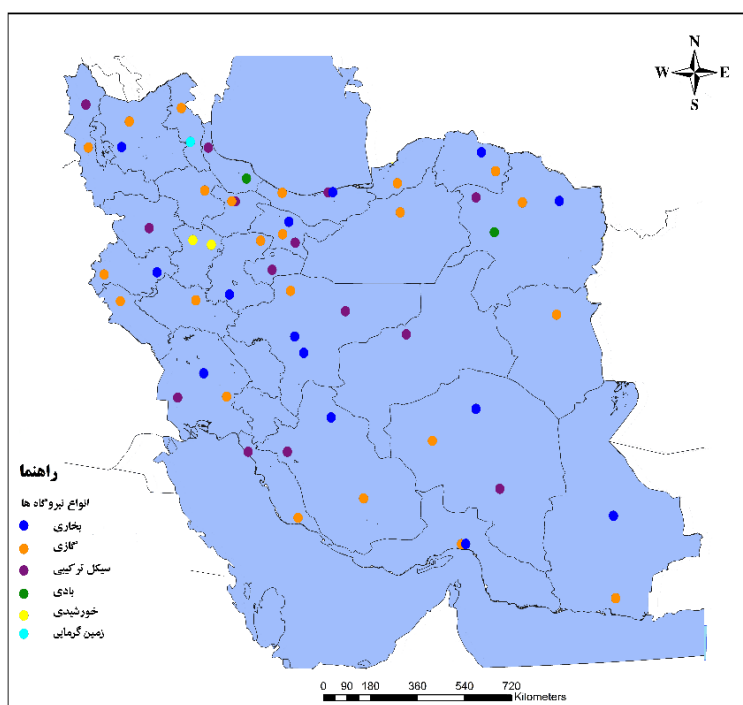 N
W E
S
راهنما
انواع نیروگاه ها
بخاری
گازی
سیکل ترکیبی
بادی
خورشیدی
زمین گرمایی
0 90 180 360 540 720
Kilometers